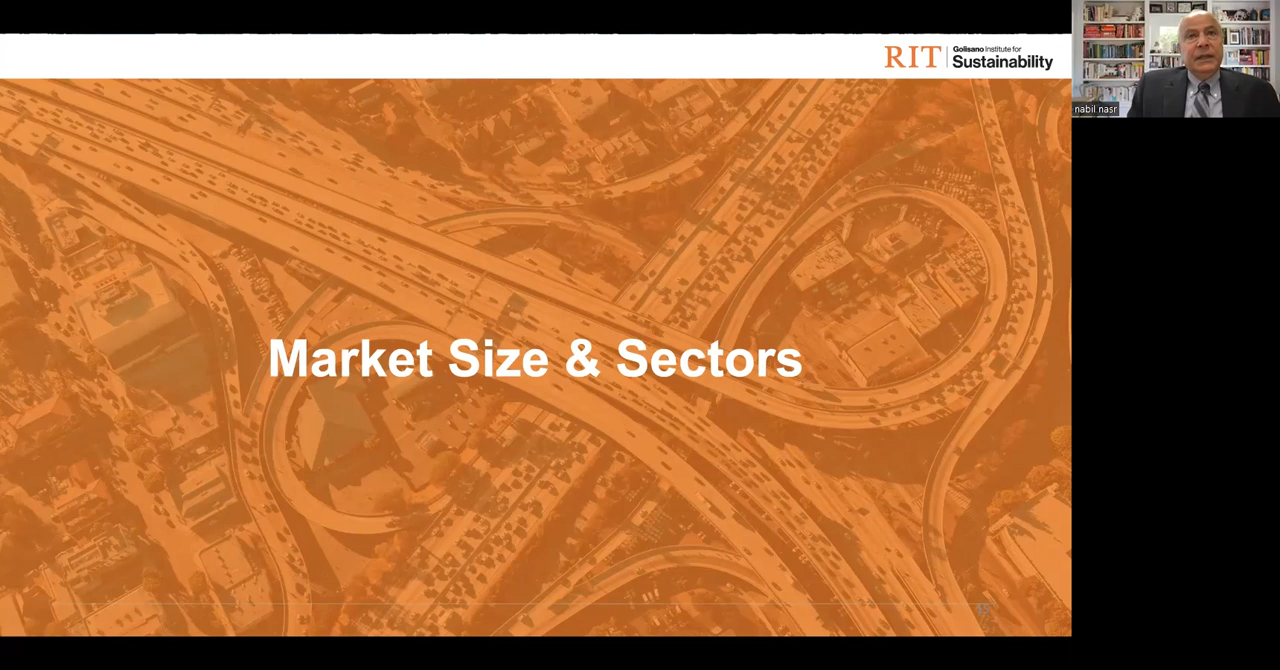 RIT
Golisano Institute for
Sustainability
nabil nasr
Market Size & Sectors